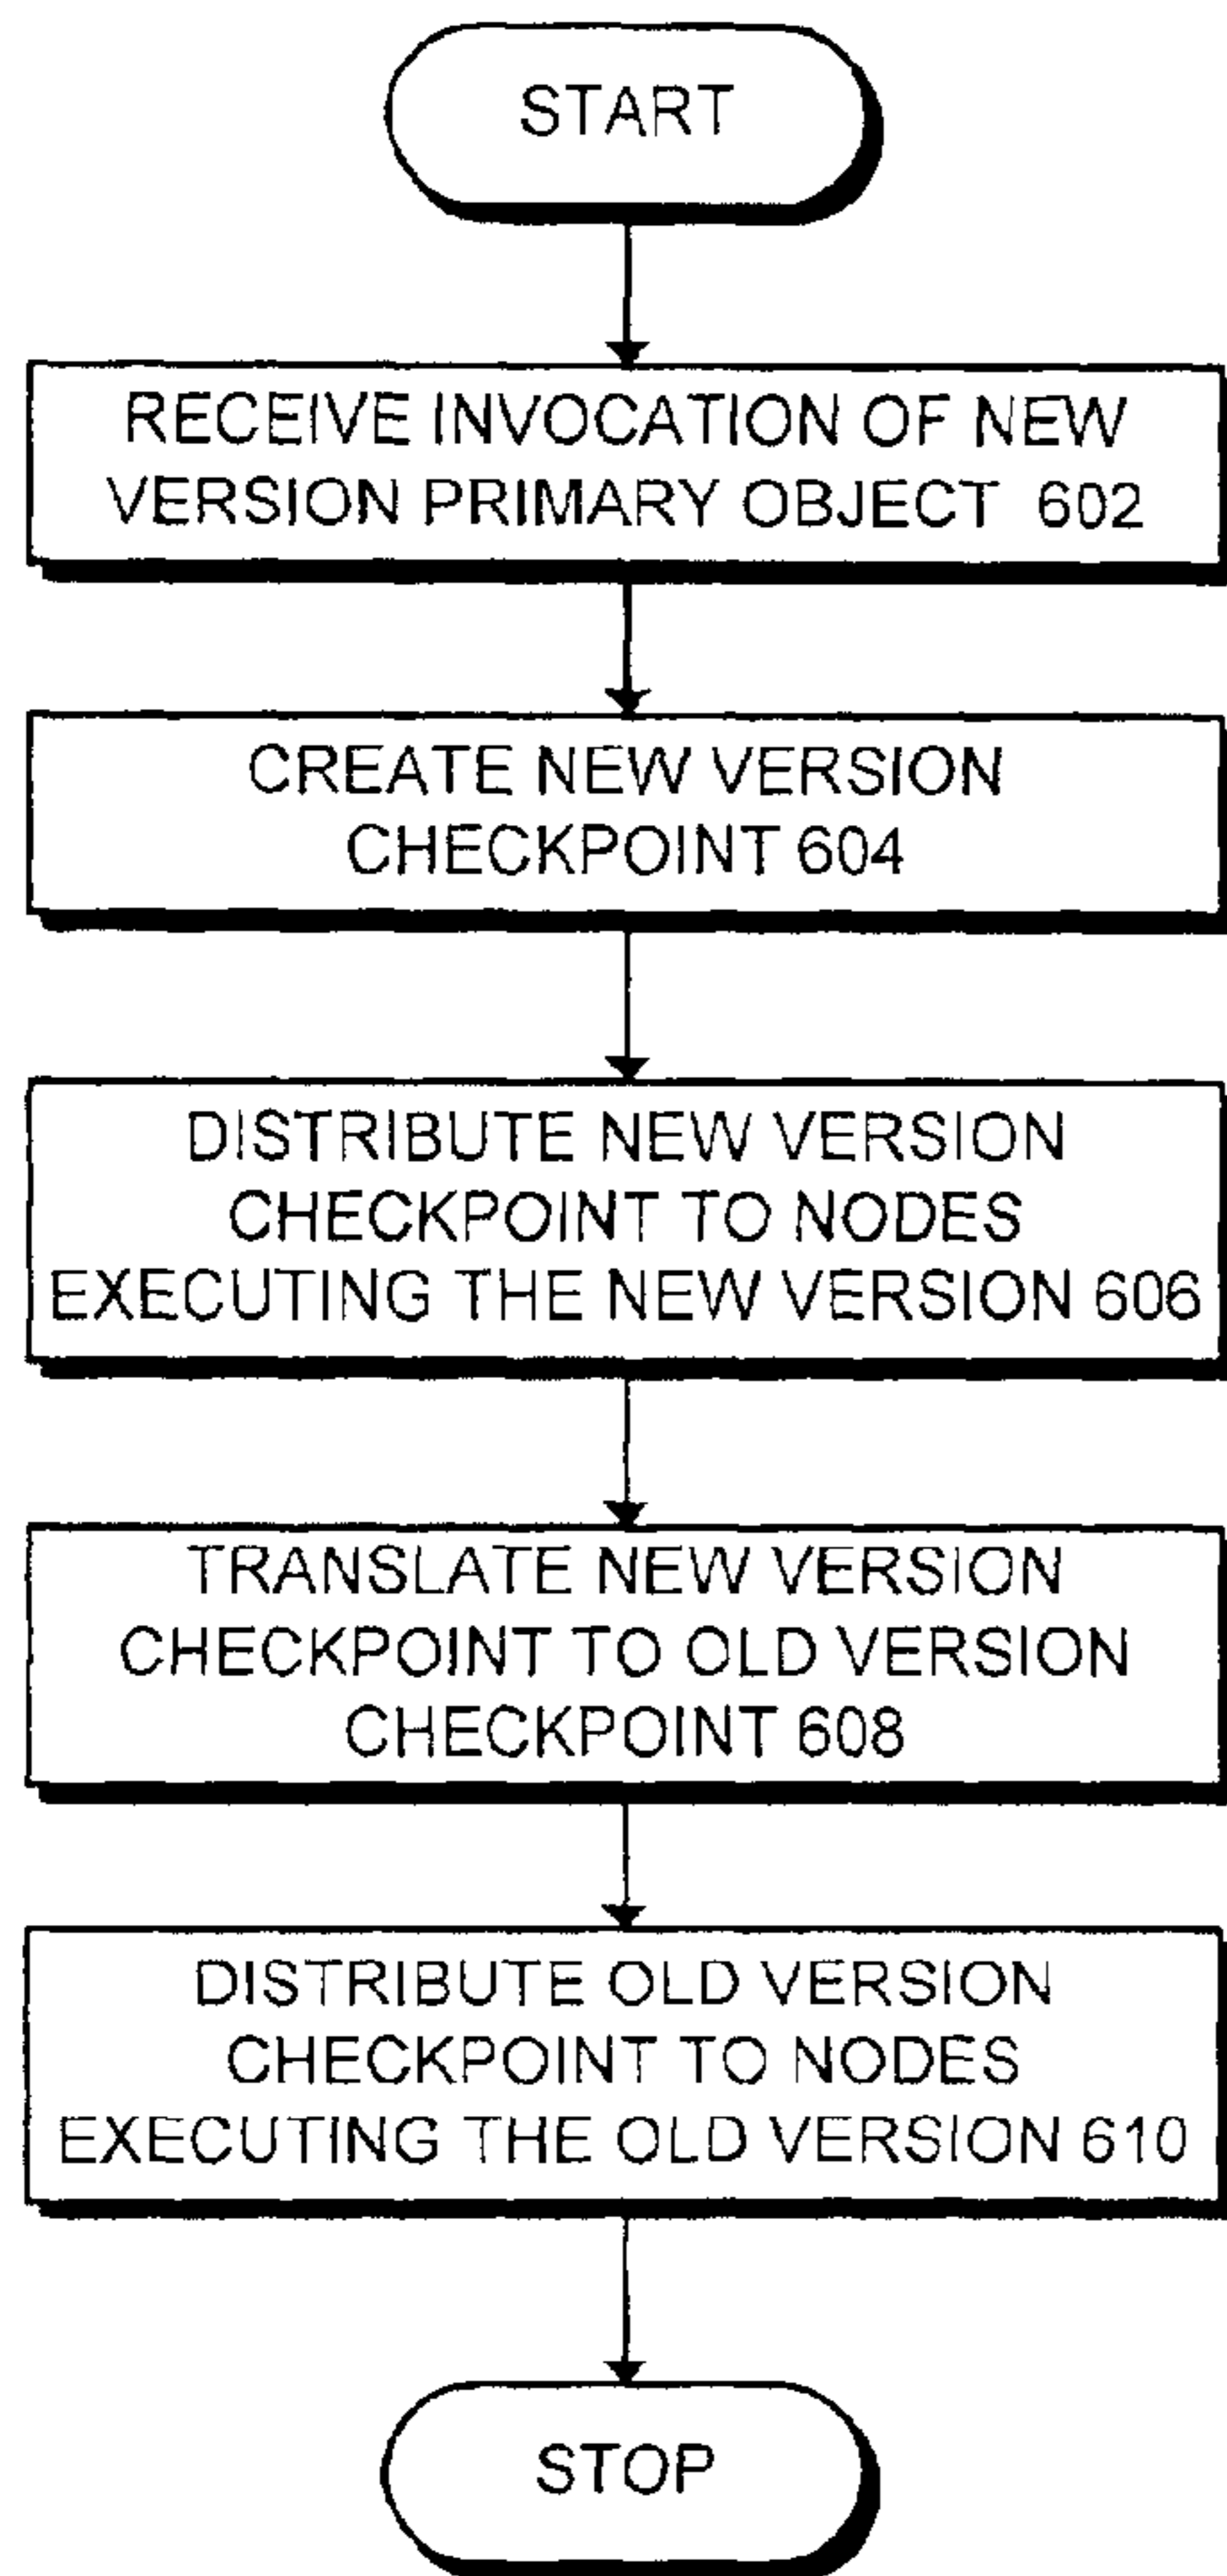 START
RECEIVE INVOCATION OF NEW
VERSION PRIMARY OBJECT 602
CREATE NEW VERSION
CHECKPOINT 604
DISTRIBUTE NEW VERSION
CHECKPOINT TO NODES
EXECUTING THE NEW VERSION 606
TRANSLATE NEW VERSION
CHECKPOINT TO OLD VERSION
CHECKPOINT 608
DISTRIBUTE OLD VERSION
CHECKPOINT TO NODES
EXECUTING THE OLD VERSION 610
STOP